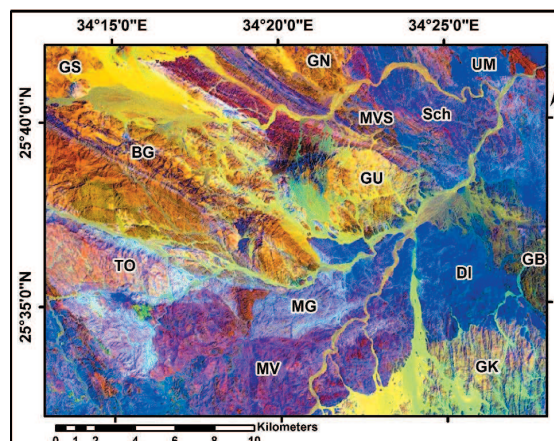 34°15'0"E 34°20'0"E 34°25'0"E
GS
GN
UM
MVS
Sch
25°40'0"N
BG
GU
TO
GB
DI
25°35'0"N
MG
MV
GK
Kilometers
0 1 2 4 6 8 10